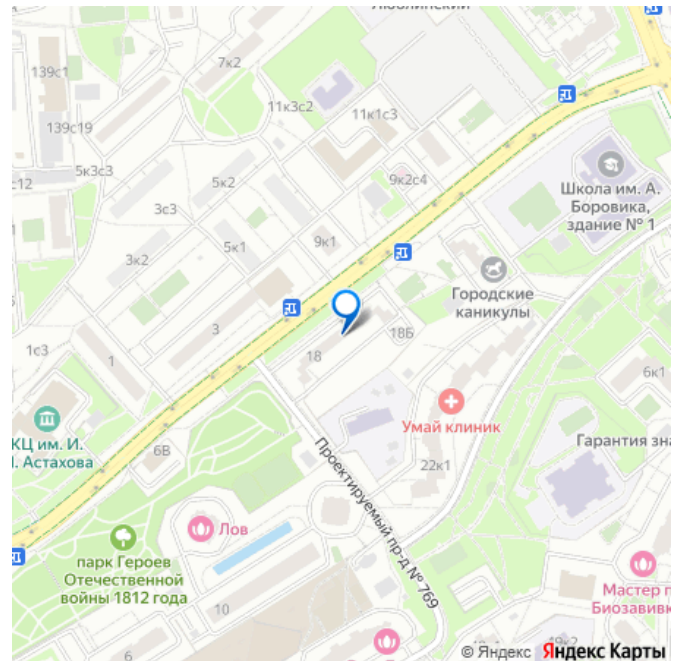 Люблинский
139с1
7к2
11к3с2
11к1с3
139с19
5к3с3
с12
5к2
9к2с4
Школа им. А.
Боровика,
здание № 1
3с3
3к2
5к1
9к1
Городские
каникулы
3
18Б
1с3
1
18
6к1
КЦ им. И.
Астахова
Умай клиник
Гарантия
6В
22к1
Проектируемый пр-д № 769
Лов
парк Героев
Отечественной
войны 1812 года
10
Мастер
Биозавивк
6
© Яндекс Яндекс Карты